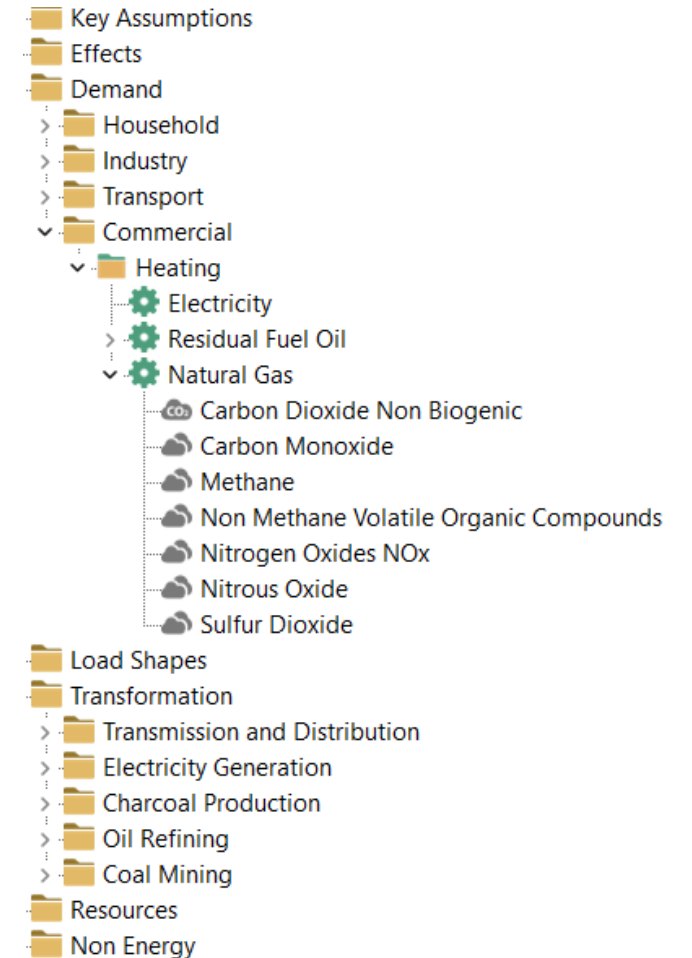 Key Assumptions
Effects
Demand
Household
Industry
Transport
Commercial
Heating
Electricity
Residual Fuel Oil
Natural Gas
CO₂ Carbon Dioxide Non Biogenic
Carbon Monoxide
Methane
Non Methane Volatile Organic Compounds
Nitrogen Oxides NOx
Nitrous Oxide
Sulfur Dioxide
Load Shapes
Transformation
Transmission and Distribution
Electricity Generation
Charcoal Production
Oil Refining
Coal Mining
Resources
Non Energy